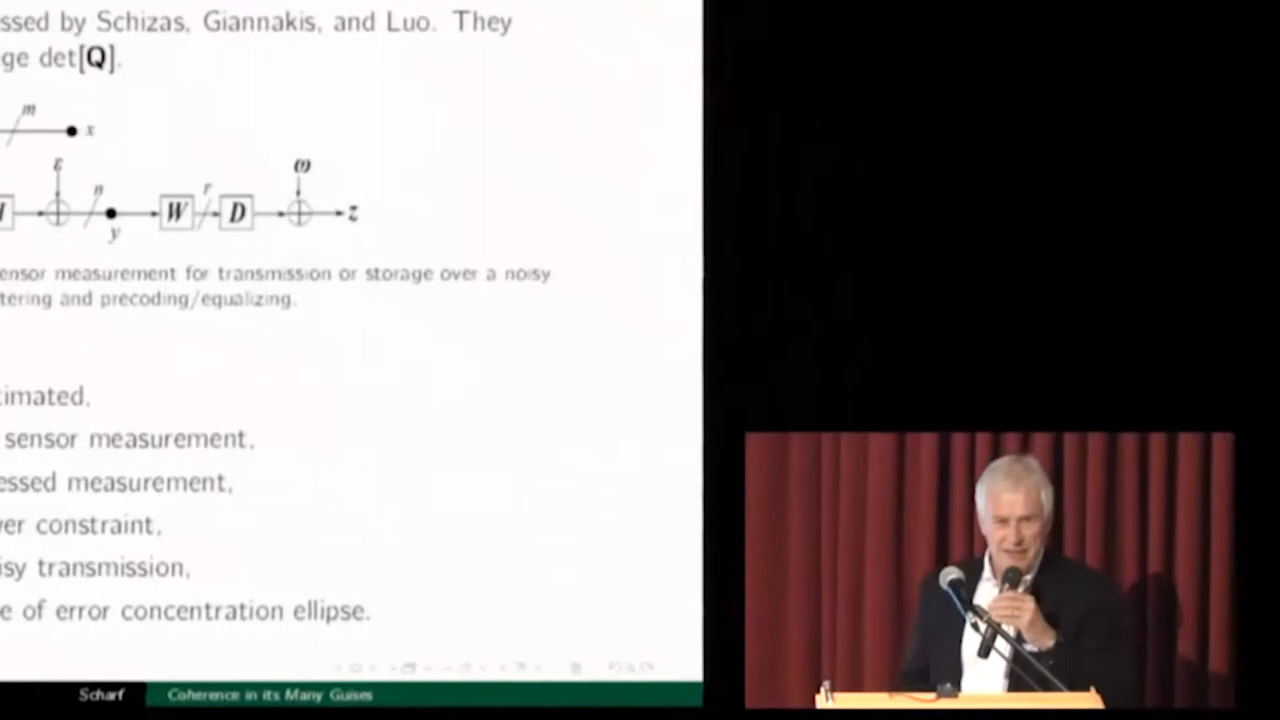 ssed by Schizas, Giannakis, and Luo. They
ge det[Q].
m
x
ε
ω
n
r
W
D
z
y
ensor measurement for transmission or storage over a noisy
tering and precoding/equalizing.
timated,
sensor measurement,
essed measurement,
er constraint,
isy transmission,
e of error concentration ellipse.
Scharf
Coherence in its Many Guises